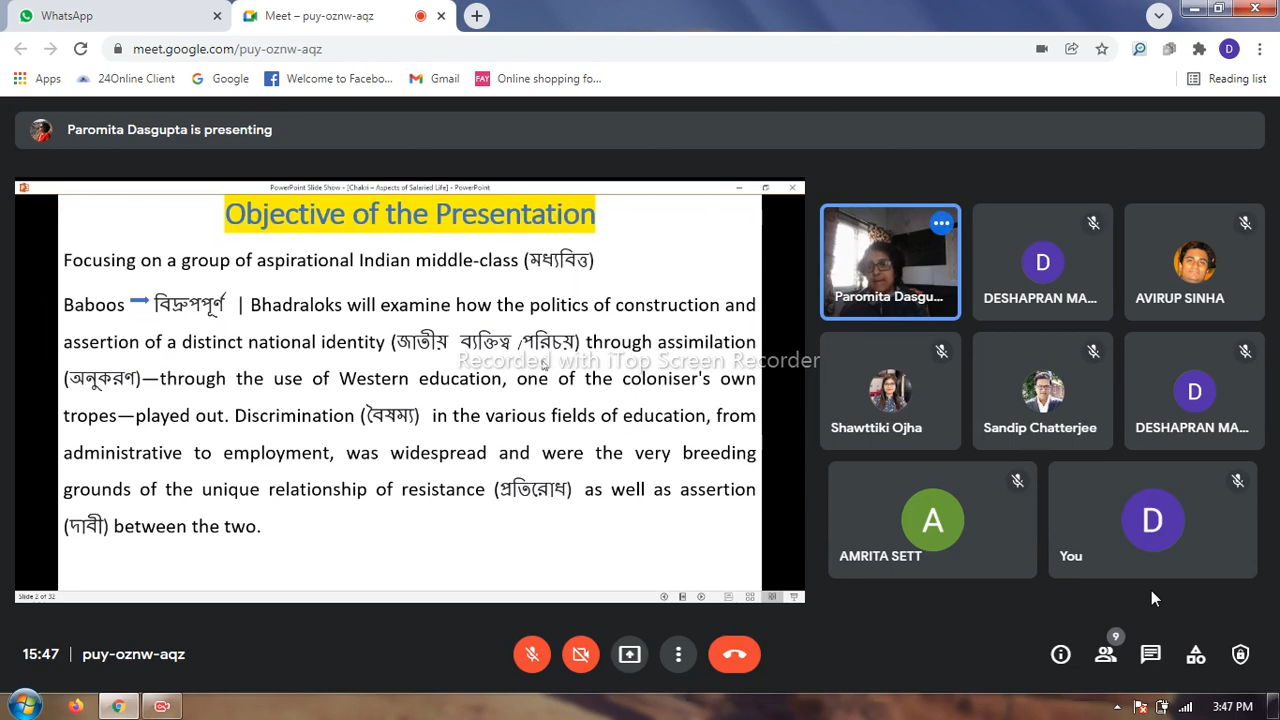 WhatsApp
Meet – puy-oznw-aqz
meet.google.com/puy-oznw-aqz
Apps 24Online Client Google Welcome to Facebo... Gmail FAY Online shopping fo... Reading list
Paromita Dasgupta is presenting
PowerPoint Slide Show - [Chakri – Aspects of Salaried Life] - PowerPoint
Objective of the Presentation
Focusing on a group of aspirational Indian middle-class (মধ্যবিত্ত)
Baboos ➡ বিদ্রুপপূর্ণ | Bhadraloks will examine how the politics of construction and
assertion of a distinct national identity (জাতীয় ব্যক্তিত্ব /পরিচয়) through assimilation
Recorded with iTop Screen Recorder
(অনুকরণ)—through the use of Western education, one of the coloniser's own
tropes—played out. Discrimination (বৈষম্য) in the various fields of education, from
administrative to employment, was widespread and were the very breeding
grounds of the unique relationship of resistance (প্রতিরোধ) as well as assertion
(দাবী) between the two.
Slide 2 of 32
Paromita Dasgu...
D
DESHAPRAN MA...
AVIRUP SINHA
Shawttiki Ojha
Sandip Chatterjee
D
DESHAPRAN MA...
A
AMRITA SETT
D
You
15:47 | puy-oznw-aqz
9
3:47 PM